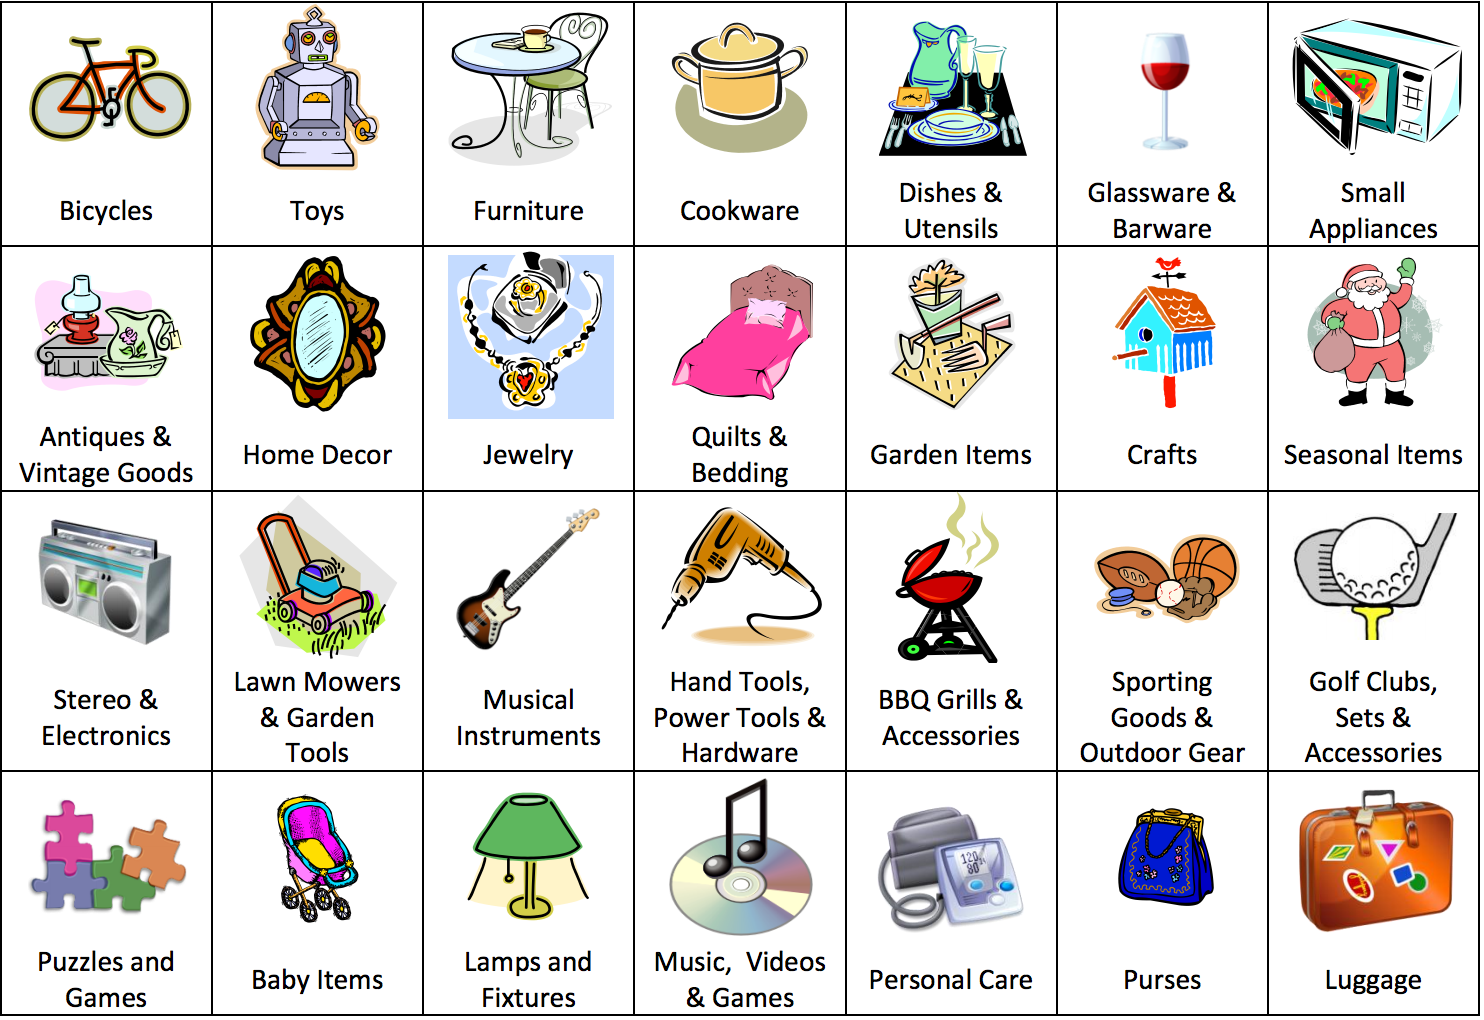 Bicycles
Toys
Furniture
Cookware
Dishes &
Utensils
Glassware &
Barware
Small
Appliances
Antiques &
Vintage Goods
Home Decor
Jewelry
Quilts &
Bedding
Garden Items
Crafts
Seasonal Items
Stereo &
Electronics
Lawn Mowers
& Garden
Tools
Musical
Instruments
Hand Tools,
Power Tools &
Hardware
BBQ Grills &
Accessories
Sporting
Goods &
Outdoor Gear
Golf Clubs,
Sets &
Accessories
120
80
Puzzles and
Games
Baby Items
Lamps and
Fixtures
Music,  Videos
& Games
Personal Care
Purses
Luggage